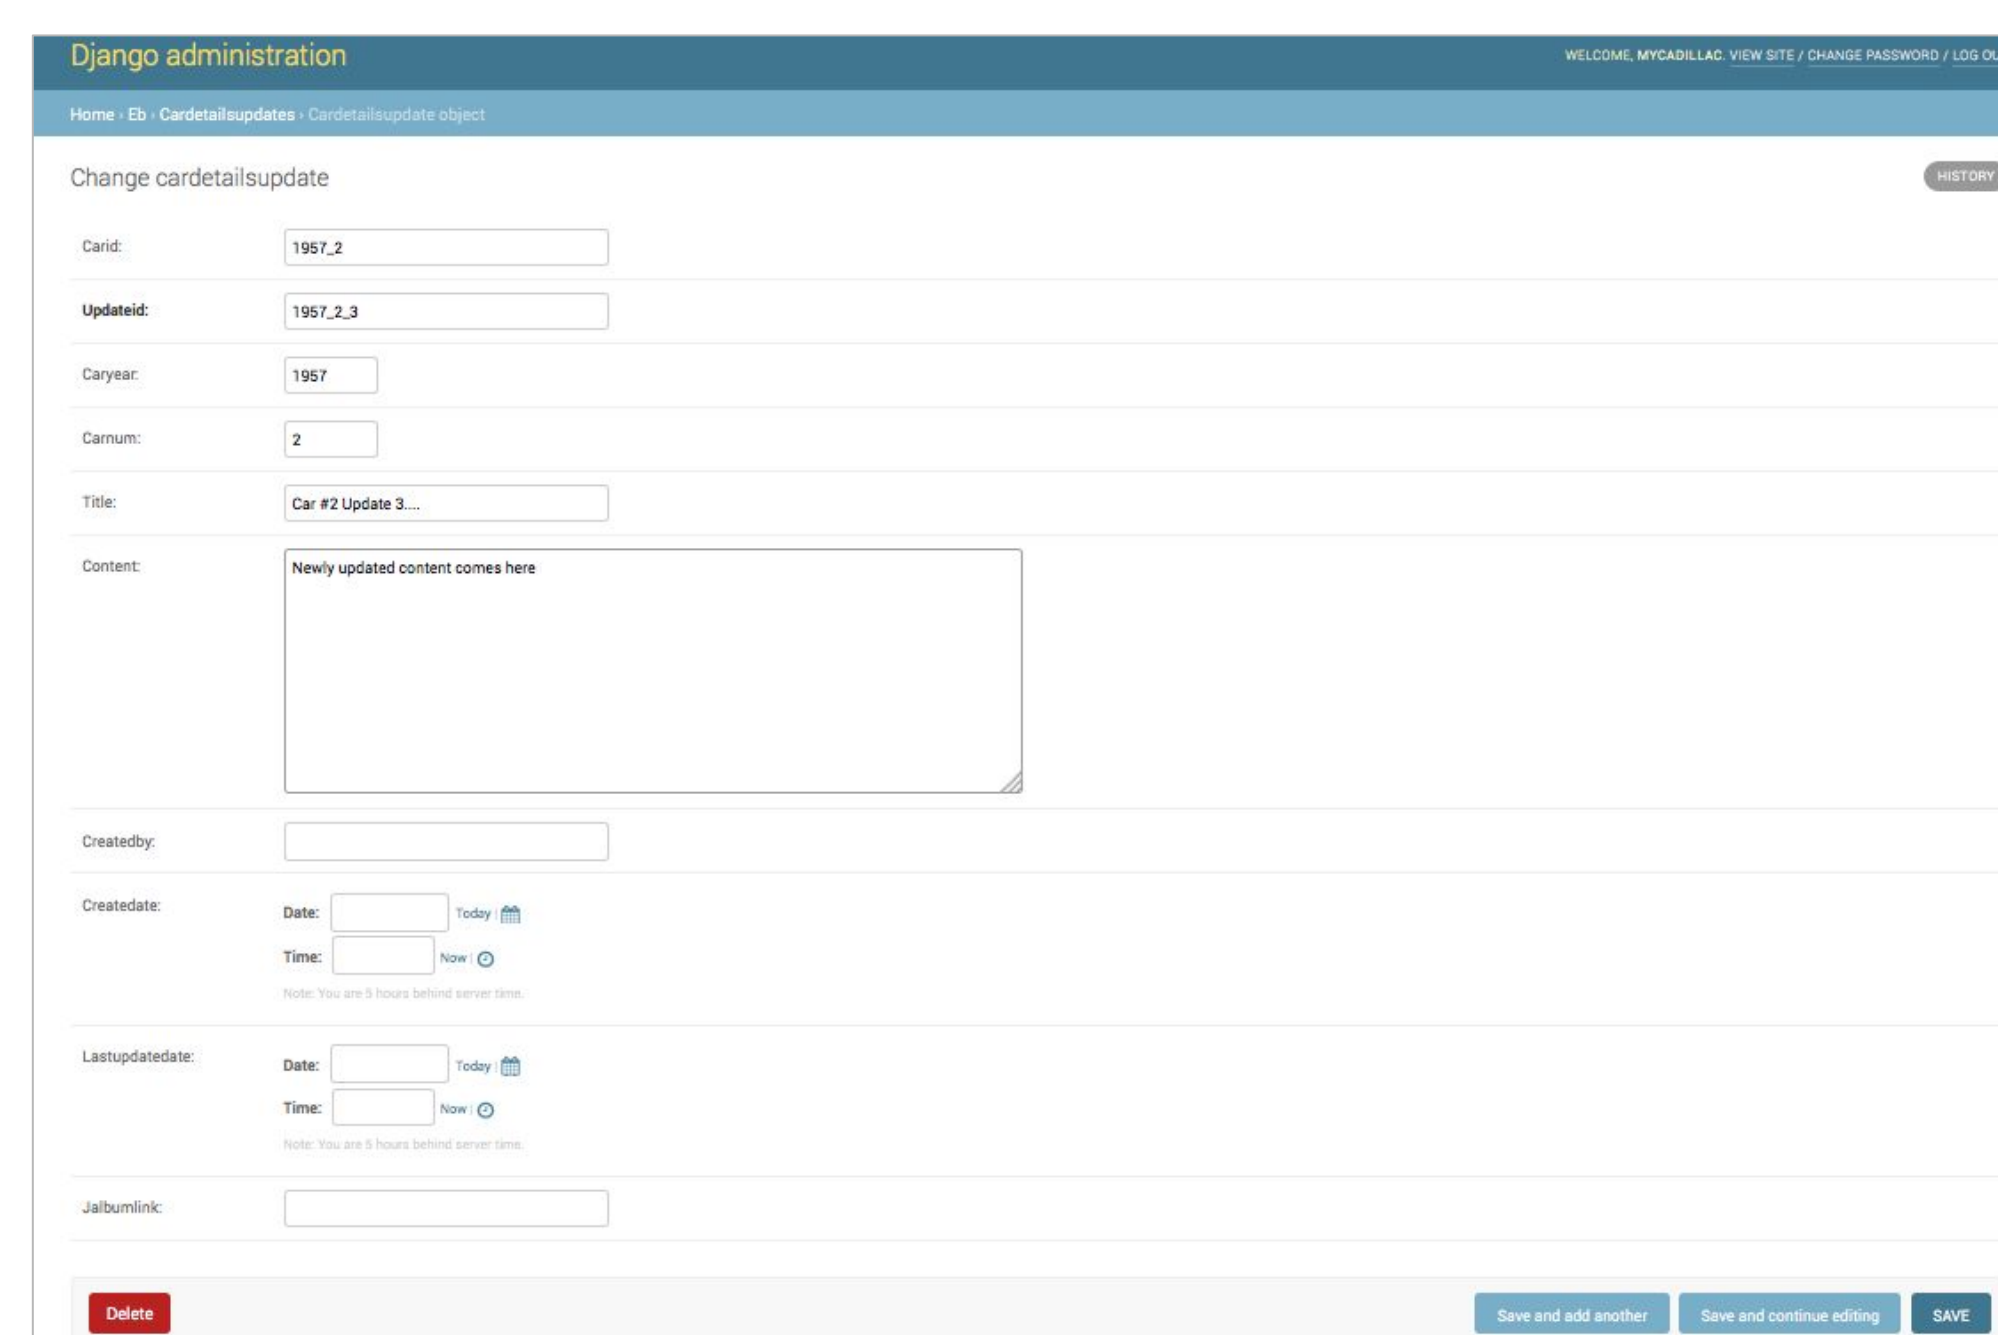 Django administration
WELCOME, MYCADILLAC. VIEW SITE / CHANGE PASSWORD / LOG OU
Home › Eb › Cardetailsupdates › Cardetailsupdate object
Change cardetailsupdate
HISTORY
Carid: 1957_2
Updateid: 1957_2_3
Caryear: 1957
Carnum: 2
Title: Car #2 Update 3....
Content: Newly updated content comes here
Createdby:
Createdate: Date: Today |
Time: Now |
Note: You are 5 hours behind server time.
Lastupdatedate: Date: Today |
Time: Now |
Note: You are 5 hours behind server time.
Jalbumlink:
Delete
Save and add another Save and continue editing SAVE